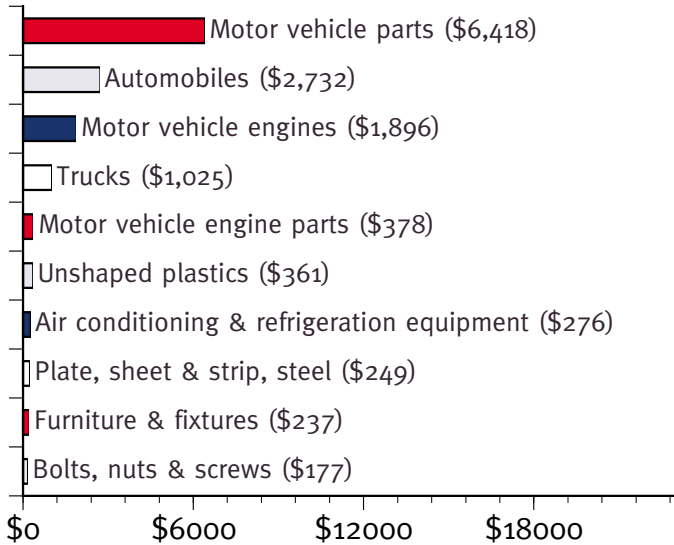 Motor vehicle parts ($6,418)
Automobiles ($2,732)
Motor vehicle engines ($1,896)
Trucks ($1,025)
Motor vehicle engine parts ($378)
Unshaped plastics ($361)
Air conditioning & refrigeration equipment ($276)
Plate, sheet & strip, steel ($249)
Furniture & fixtures ($237)
Bolts, nuts & screws ($177)
$0 $6000 $12000 $18000